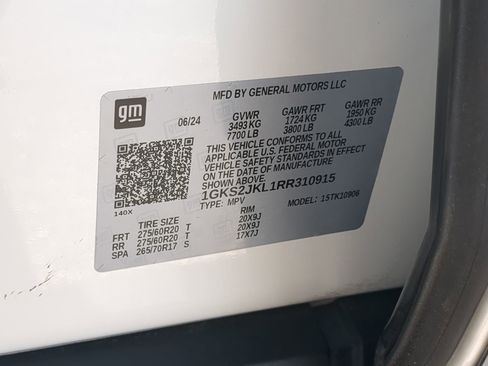 gm
MFD BY GENERAL MOTORS LLC
06/24 GVWR GAWR FRT GAWR RR
3493 KG 1724 KG 1950 KG
7700 LB 3800 LB 4300 LB
THIS VEHICLE CONFORMS TO ALL
APPLICABLE U.S. FEDERAL MOTOR
VEHICLE SAFETY STANDARDS IN EFFECT
ON THE DATE OF MANUFACTURE SHOWN ABOVE.
1GKS2JKL1RR310915
TYPE: MPV MODEL: 15TK10906
140X
TIRE SIZE RIM
FRT 275/60R20 T 20X9J
RR 275/60R20 T 20X9J
SPA 265/70R17 S 17X7J